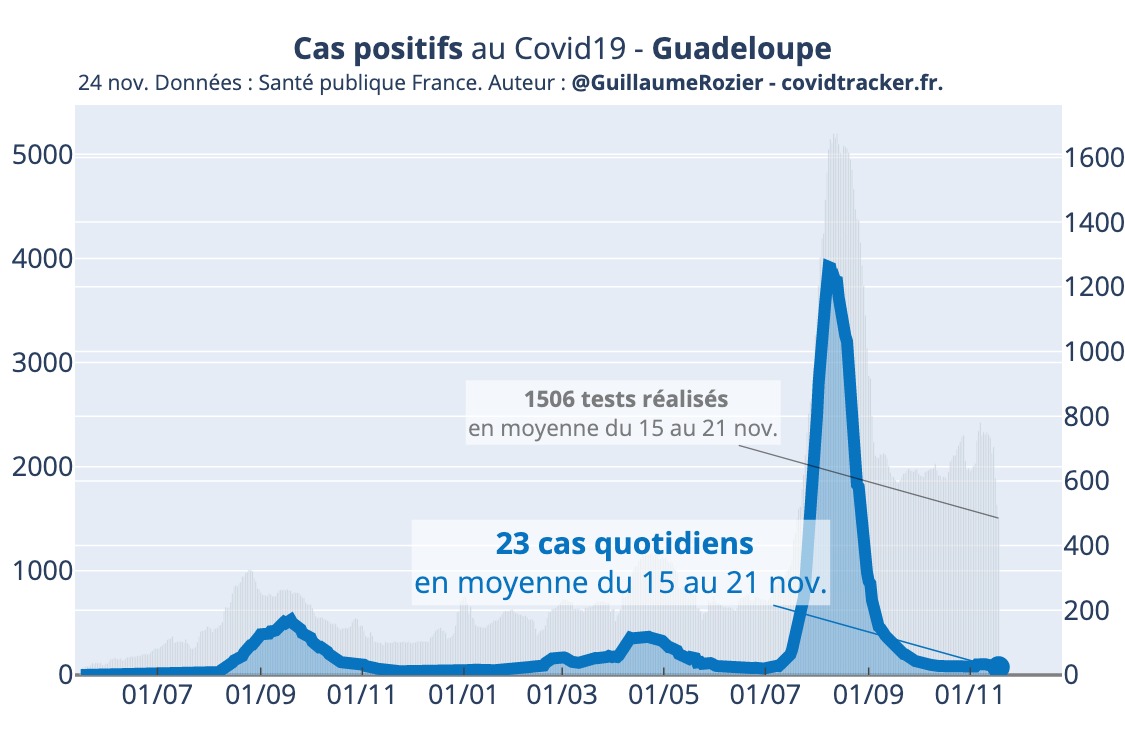 Cas positifs au Covid19 - Guadeloupe
24 nov. Données : Santé publique France. Auteur : @GuillaumeRozier - covidtracker.fr.
5000
4000
3000
2000
1000
0
1600
1400
1200
1000
800
600
400
200
0
1506 tests réalisés
en moyenne du 15 au 21 nov.
23 cas quotidiens
en moyenne du 15 au 21 nov.
01/07 01/09 01/11 01/01 01/03 01/05 01/07 01/09 01/11